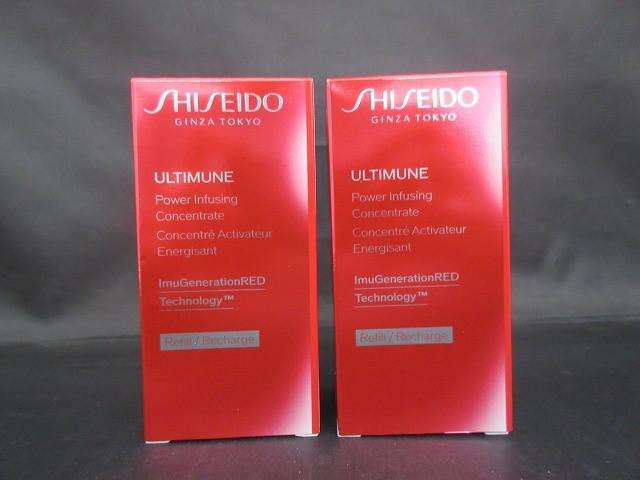 SHISEIDO
GINZA TOKYO
ULTIMUNE
Power Infusing
Concentrate
Concentré Activateur
Energisant
ImuGenerationRED
Technology™
Refill / Recharge
SHISEIDO
GINZA TOKYO
ULTIMUNE
Power Infusing
Concentrate
Concentré Activateur
Energisant
ImuGenerationRED
Technology™
Refill / Recharge